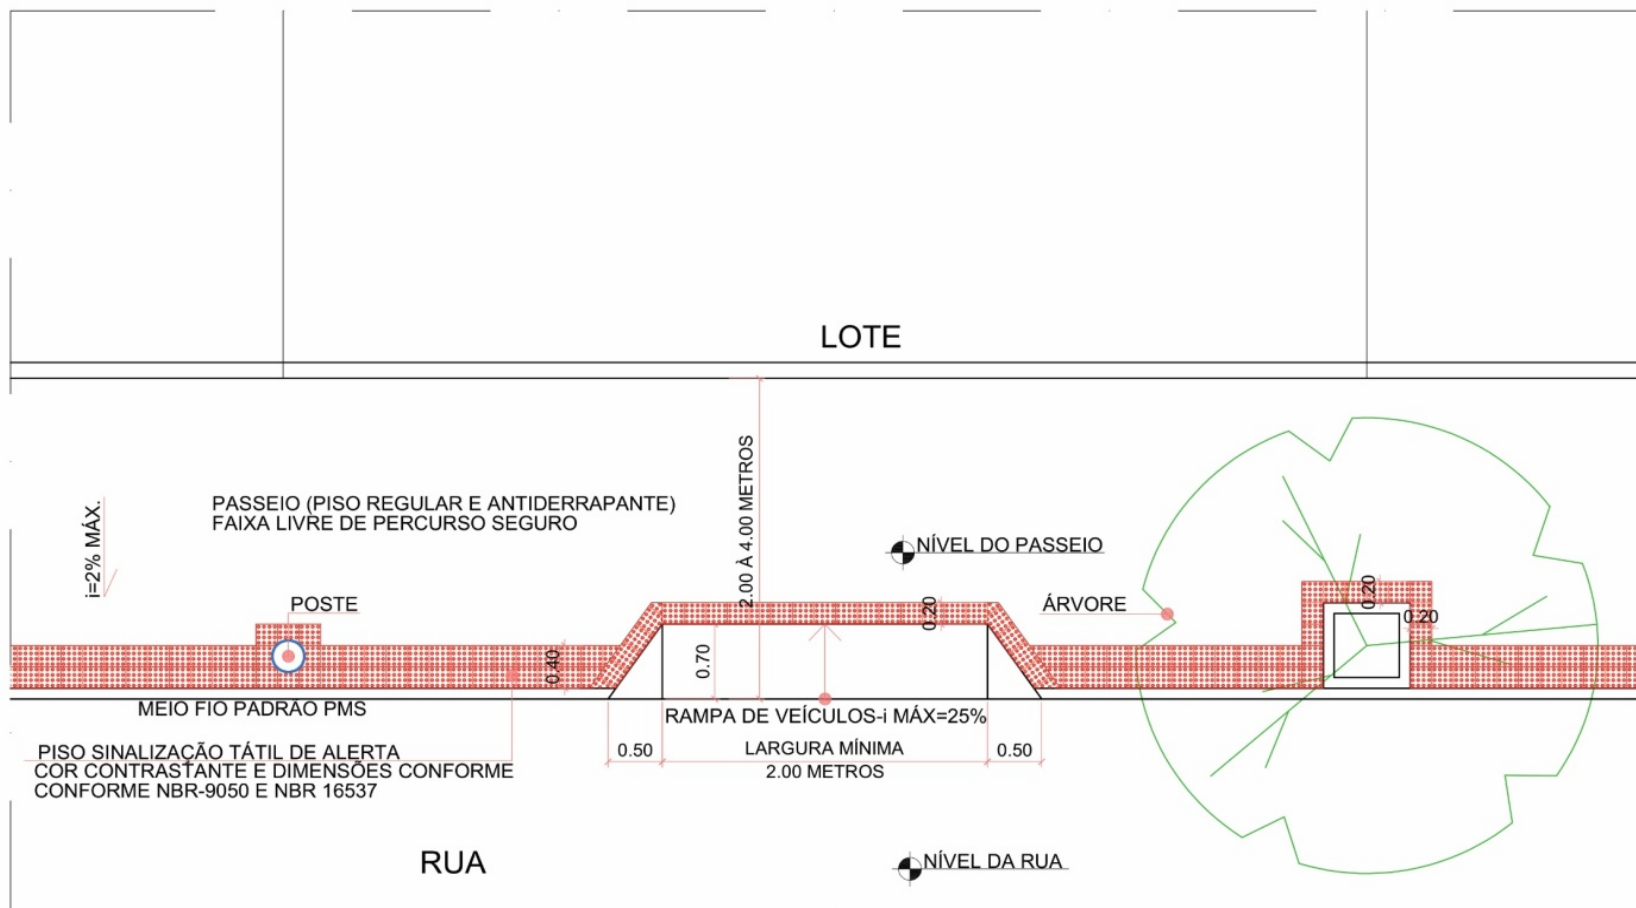 LOTE
2.00 À 4.00 METROS
PASSEIO (PISO REGULAR E ANTIDERRAPANTE)
FAIXA LIVRE DE PERCURSO SEGURO
i=2% MÁX.
NÍVEL DO PASSEIO
POSTE
ÁRVORE
0.20
0.20
0.20
0.40
0.70
MEIO FIO PADRÃO PMS
RAMPA DE VEÍCULOS-i MÁX=25%
0.50
LARGURA MÍNIMA
2.00 METROS
0.50
PISO SINALIZAÇÃO TÁTIL DE ALERTA
COR CONTRASTANTE E DIMENSÕES CONFORME
CONFORME NBR-9050 E NBR 16537
RUA
NÍVEL DA RUA